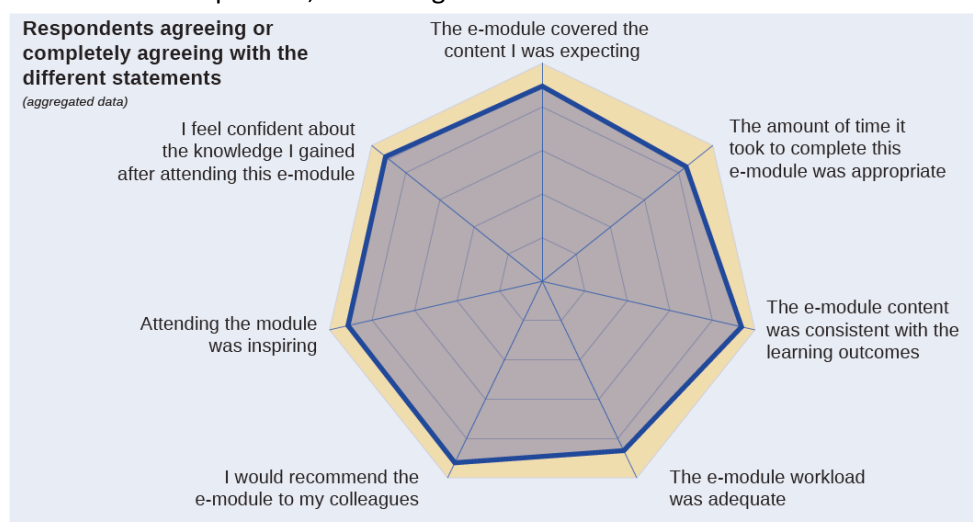 Respondents agreeing or
completely agreeing with the
different statements
(aggregated data)
The e-module covered the
content I was expecting
The amount of time it
took to complete this
e-module was appropriate
The e-module content
was consistent with the
learning outcomes
The e-module workload
was adequate
I would recommend the
e-module to my colleagues
Attending the module
was inspiring
I feel confident about
the knowledge I gained
after attending this e-module